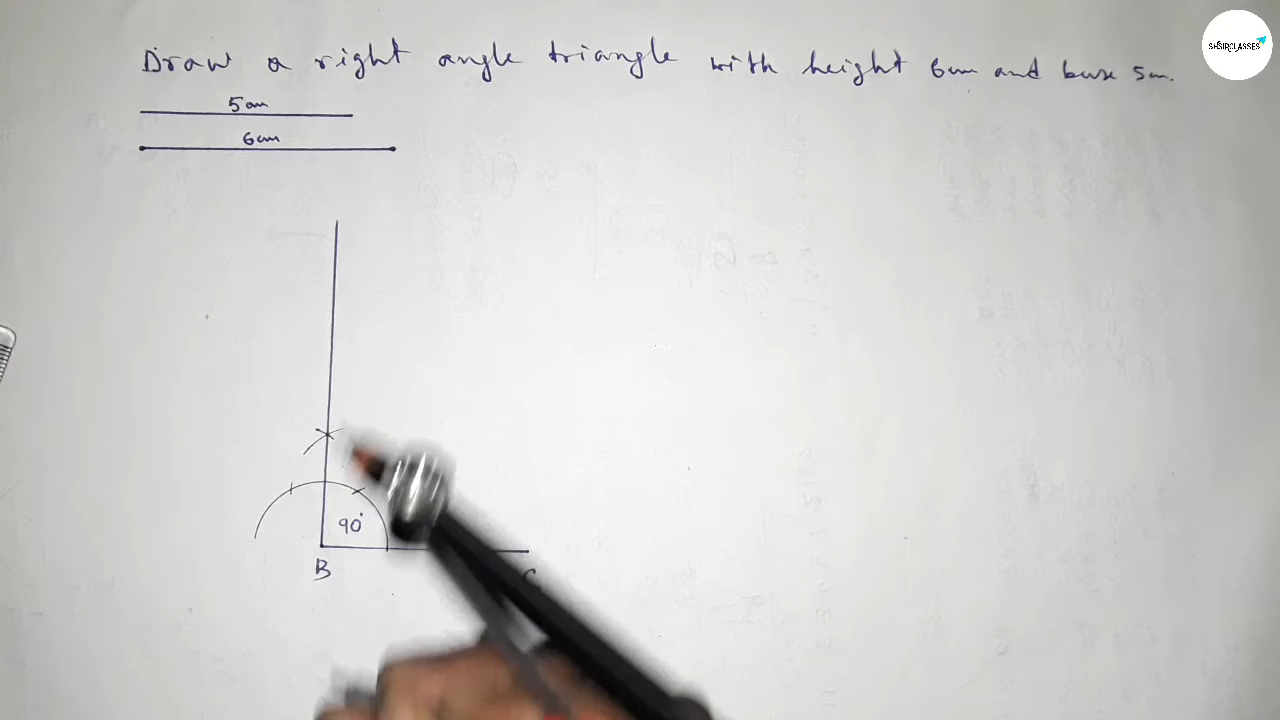 Draw a right angle triangle with height 6cm and base 5cm.
5cm
6cm
90°
B
C
SHSIRCLASSES